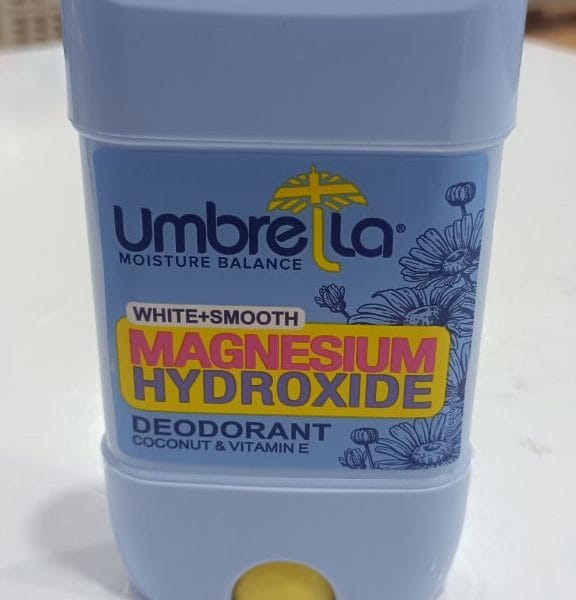 umbrella®
MOISTURE BALANCE
WHITE+SMOOTH
MAGNESIUM
HYDROXIDE
DEODORANT
COCONUT & VITAMIN E